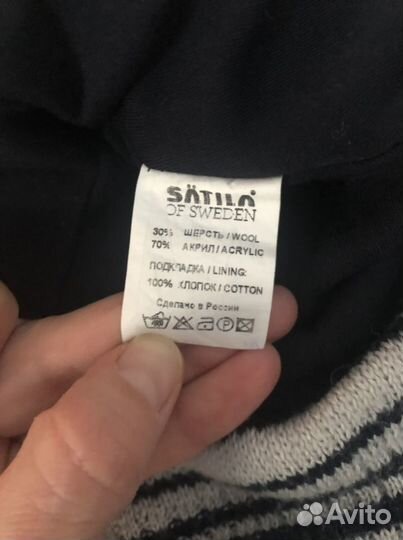 SÄTILA
OF SWEDEN
30% ШЕРСТЬ / WOOL
70% АКРИЛ / ACRYLIC
ПОДКЛАДКА / LINING:
100% ХЛОПОК / COTTON
Сделано в России
Avito